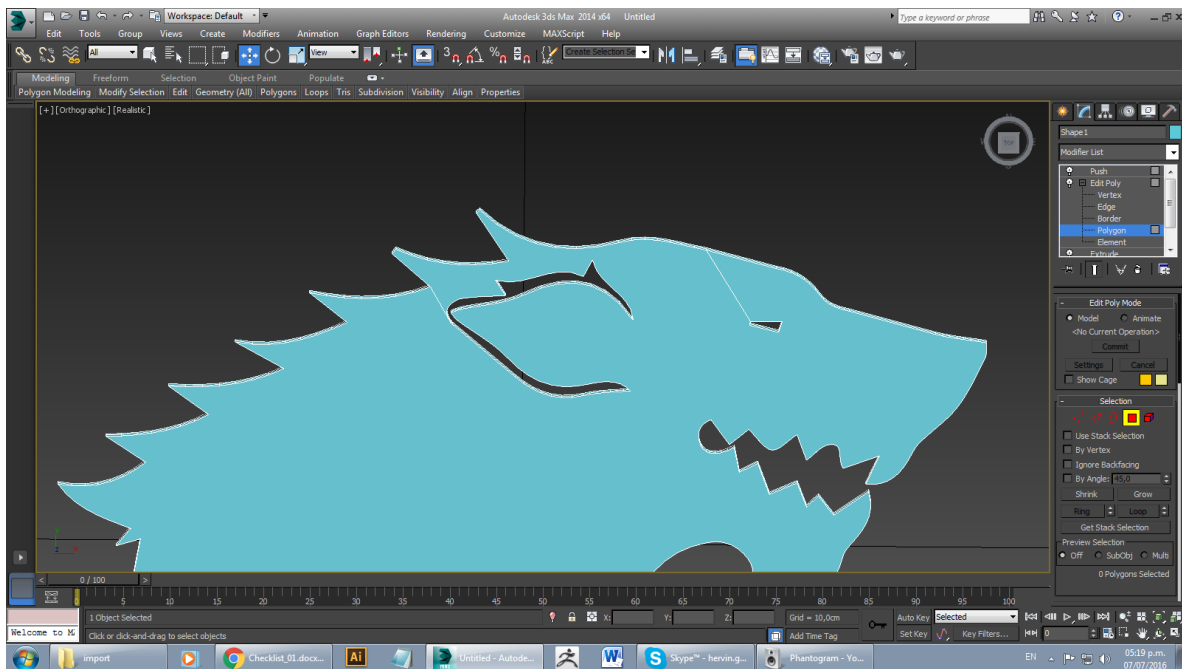 Workspace: Default
Autodesk 3ds Max 2014 x64 Untitled
Type a keyword or phrase
Edit Tools Group Views Create Modifiers Animation Graph Editors Rendering Customize MAXScript Help
All
View
3
Create Selection Se
Modeling Freeform Selection Object Paint Populate
Polygon Modeling Modify Selection Edit Geometry (All) Polygons Loops Tris Subdivision Visibility Align Properties
[+] [Orthographic] [Realistic]
TOP
Shape1
Modifier List
Push
Edit Poly
Vertex
Edge
Border
Polygon
Element
Extrude
Edit Poly Mode
Model Animate
<No Current Operation>
Commit
Settings Cancel
Show Cage
Selection
Use Stack Selection
By Vertex
Ignore Backfacing
By Angle: 45,0
Shrink Grow
Ring Loop
Get Stack Selection
Preview Selection
Off SubObj Multi
0 Polygons Selected
0 / 100
0 5 10 15 20 25 30 35 40 45 50 55 60 65 70 75 80 85 90 95 100
1 Object Selected
X: Y: Z:
Grid = 10,0cm
Auto Key Selected
Welcome to M
Click or click-and-drag to select objects
Add Time Tag
Set Key Key Filters...
0
import
Checklist_01.docx...
Ai
Untitled - Autode...
W
Skype™ - hervin.g...
Phantogram - Yo...
EN
05:19 p.m.
07/07/2016